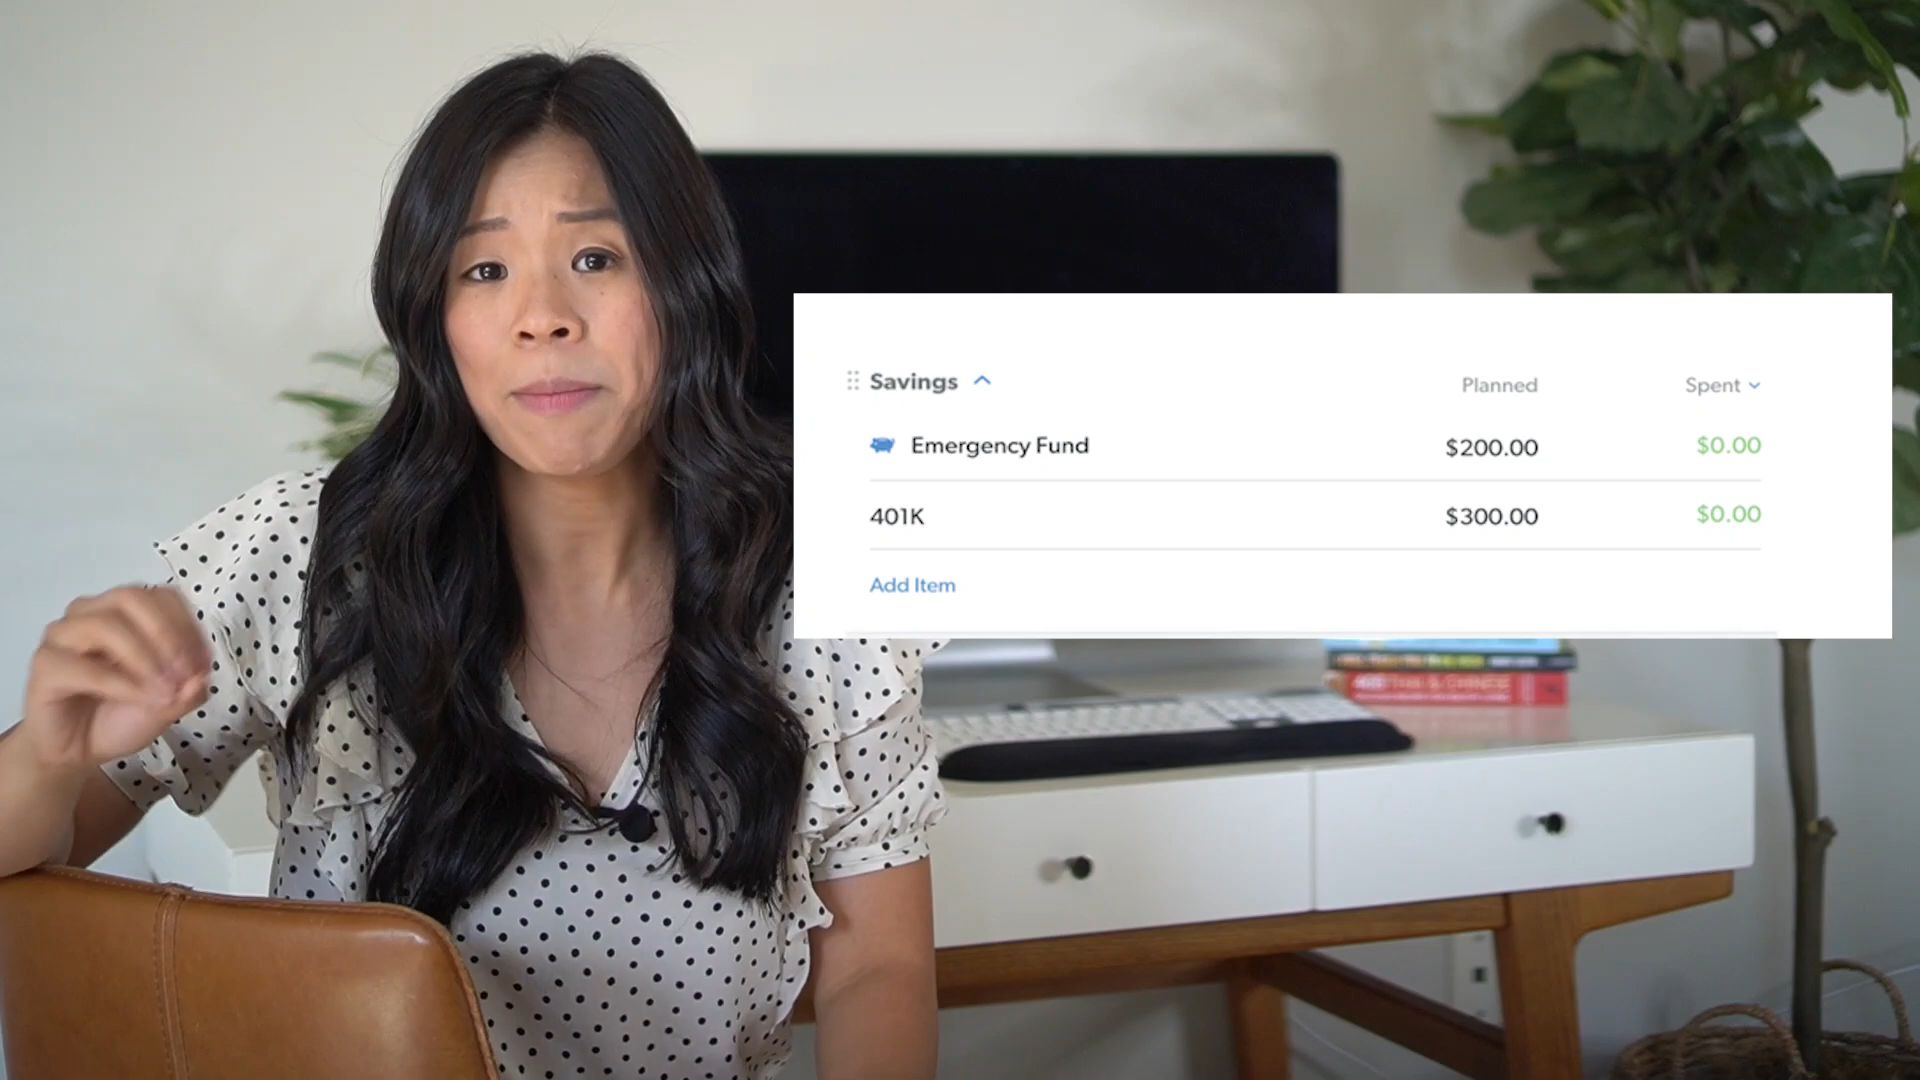 Savings Planned Spent
Emergency Fund $200.00 $0.00
401K $300.00 $0.00
Add Item